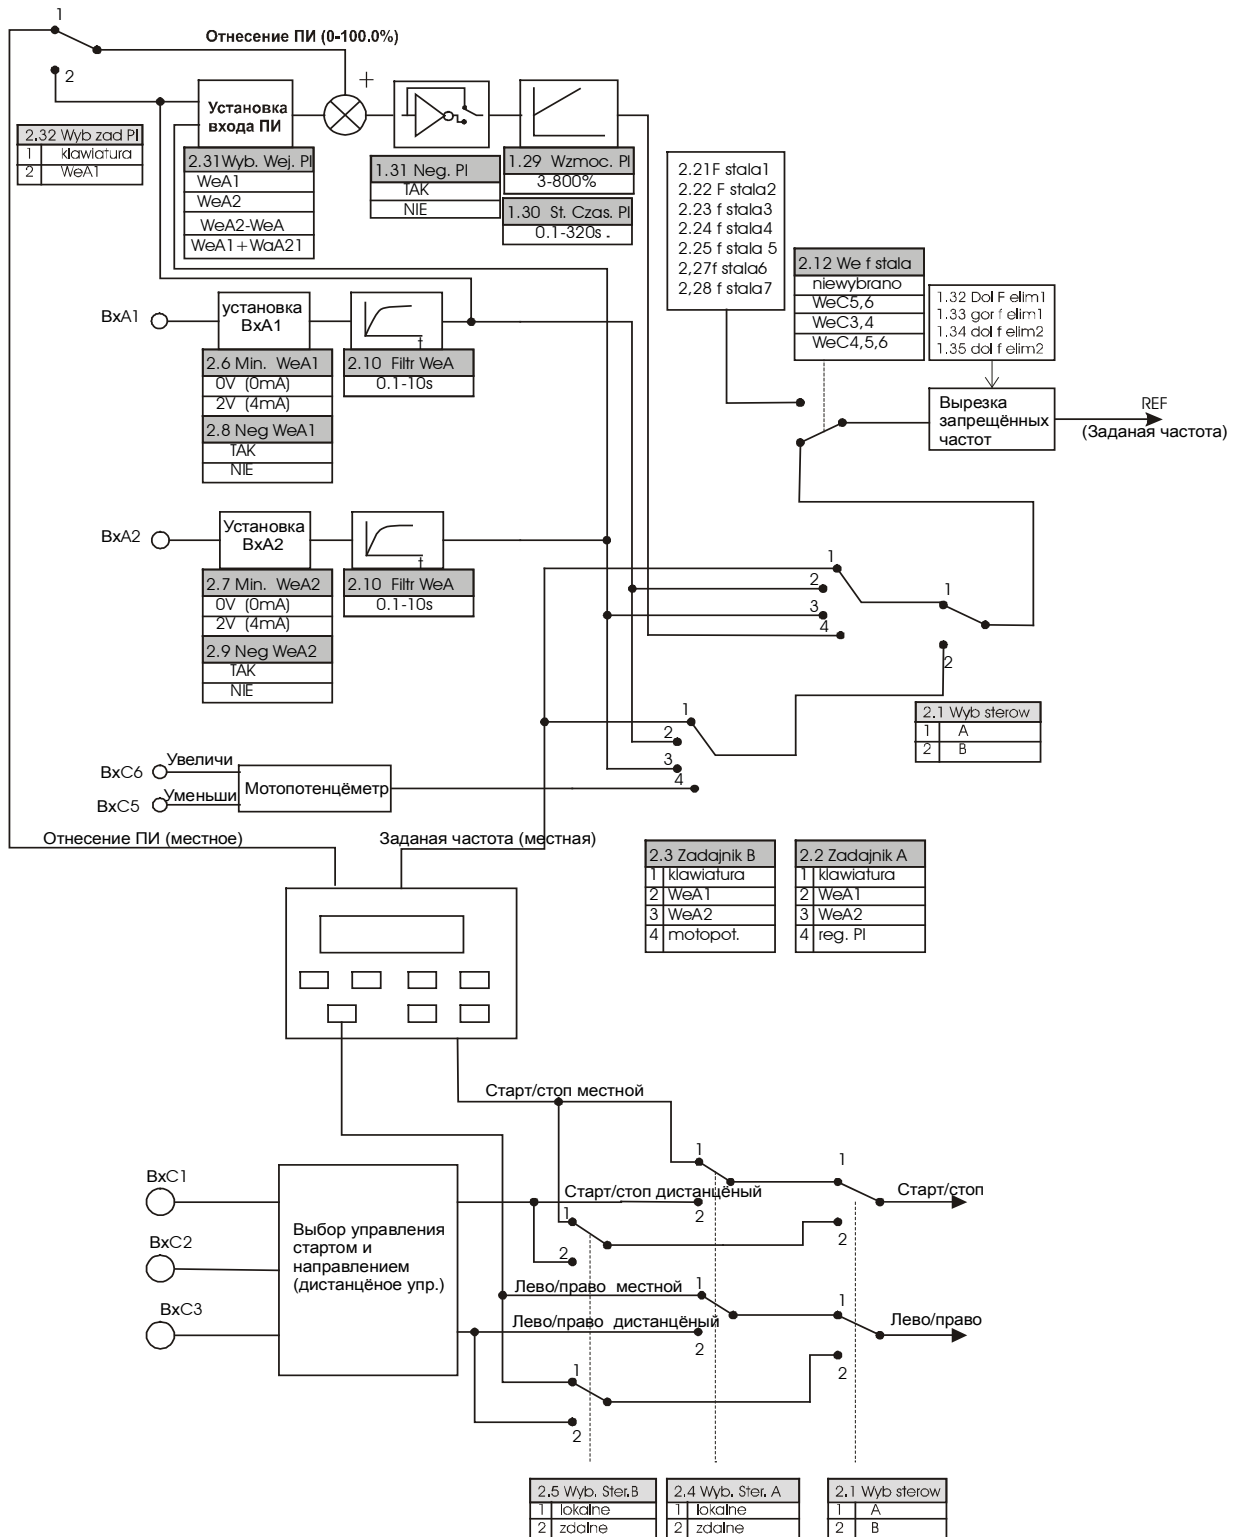 1
Отнесение ПИ (0-100.0%)
+
2
Установка
входа ПИ
2.32 Wyb zad PI
1 klawiatura
2 WeA1
2.31Wyb. Wej. PI
WeA1
WeA2
WeA2-WeA
WeA1+WaA21
1.31 Neg. PI
TAK
NIE
1.29 Wzmoc. PI
3-800%
1.30 St. Czas. PI
0.1-320s .
2.21F stala1
2.22 F stala2
2.23 f stala3
2.24 f stala4
2.25 f stala 5
2,27f stala6
2,28 f stala7
2.12 We f stala
niewybrano
WeC5,6
WeC3,4
WeC4,5,6
1.32 Dol F elim1
1.33 gor f elim1
1.34 dol f elim2
1.35 dol f elim2
Вырезка
запрещённых
частот
REF
(Заданая частота)
ВхА1
установка
ВхА1
t
2.6 Min. WeA1
0V (0mA)
2V (4mA)
2.8 Neg WeA1
TAK
NIE
2.10 Filtr WeA
0.1-10s
ВхА2
Установка
ВхА2
t
2.7 Min. WeA2
0V (0mA)
2V (4mA)
2.9 Neg WeA2
TAK
NIE
2.10 Filtr WeA
0.1-10s
1
2
3
4
1
2
2.1 Wyb sterow
1 A
2 B
1
2
3
4
ВхС6
Увеличи
ВхС5
Уменьши
Мотопотенцёметр
Отнесение ПИ (местное)
Заданая частота (местная)
2.3 Zadajnik B
1 klawiatura
2 WeA1
3 WeA2
4 motopot.
2.2 Zadajnik A
1 klawiatura
2 WeA1
3 WeA2
4 reg. PI
Старт/стоп местной
ВхС1
ВхС2
ВхС3
Выбор управления
стартом и
направлением
(дистанцёное упр.)
1
Старт/стоп дистанцёный
2
1
2
1
2
Старт/стоп
Лево/право местной
1
Лево/право дистанцёный
2
1
2
1
2
Лево/право
2.5 Wyb. Ster.B
1 lokalne
2 zdalne
2.4 Wyb. Ster. A
1 lokalne
2 zdalne
2.1 Wyb sterow
1 A
2 B